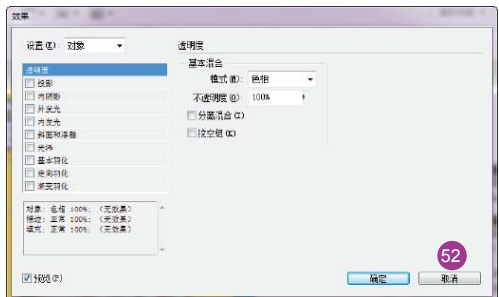 效果
设置(E): 对象
透明度
投影
内阴影
外发光
内发光
斜面和浮雕
光泽
基本羽化
定向羽化
渐变羽化
对象: 色相 100%; (无效果)
描边: 正常 100%; (无效果)
填充: 正常 100%; (无效果)
透明度
基本混合
模式(M): 色相
不透明度(O): 100%
分离混合(I)
挖空组(K)
52
预览(P)
确定
取消